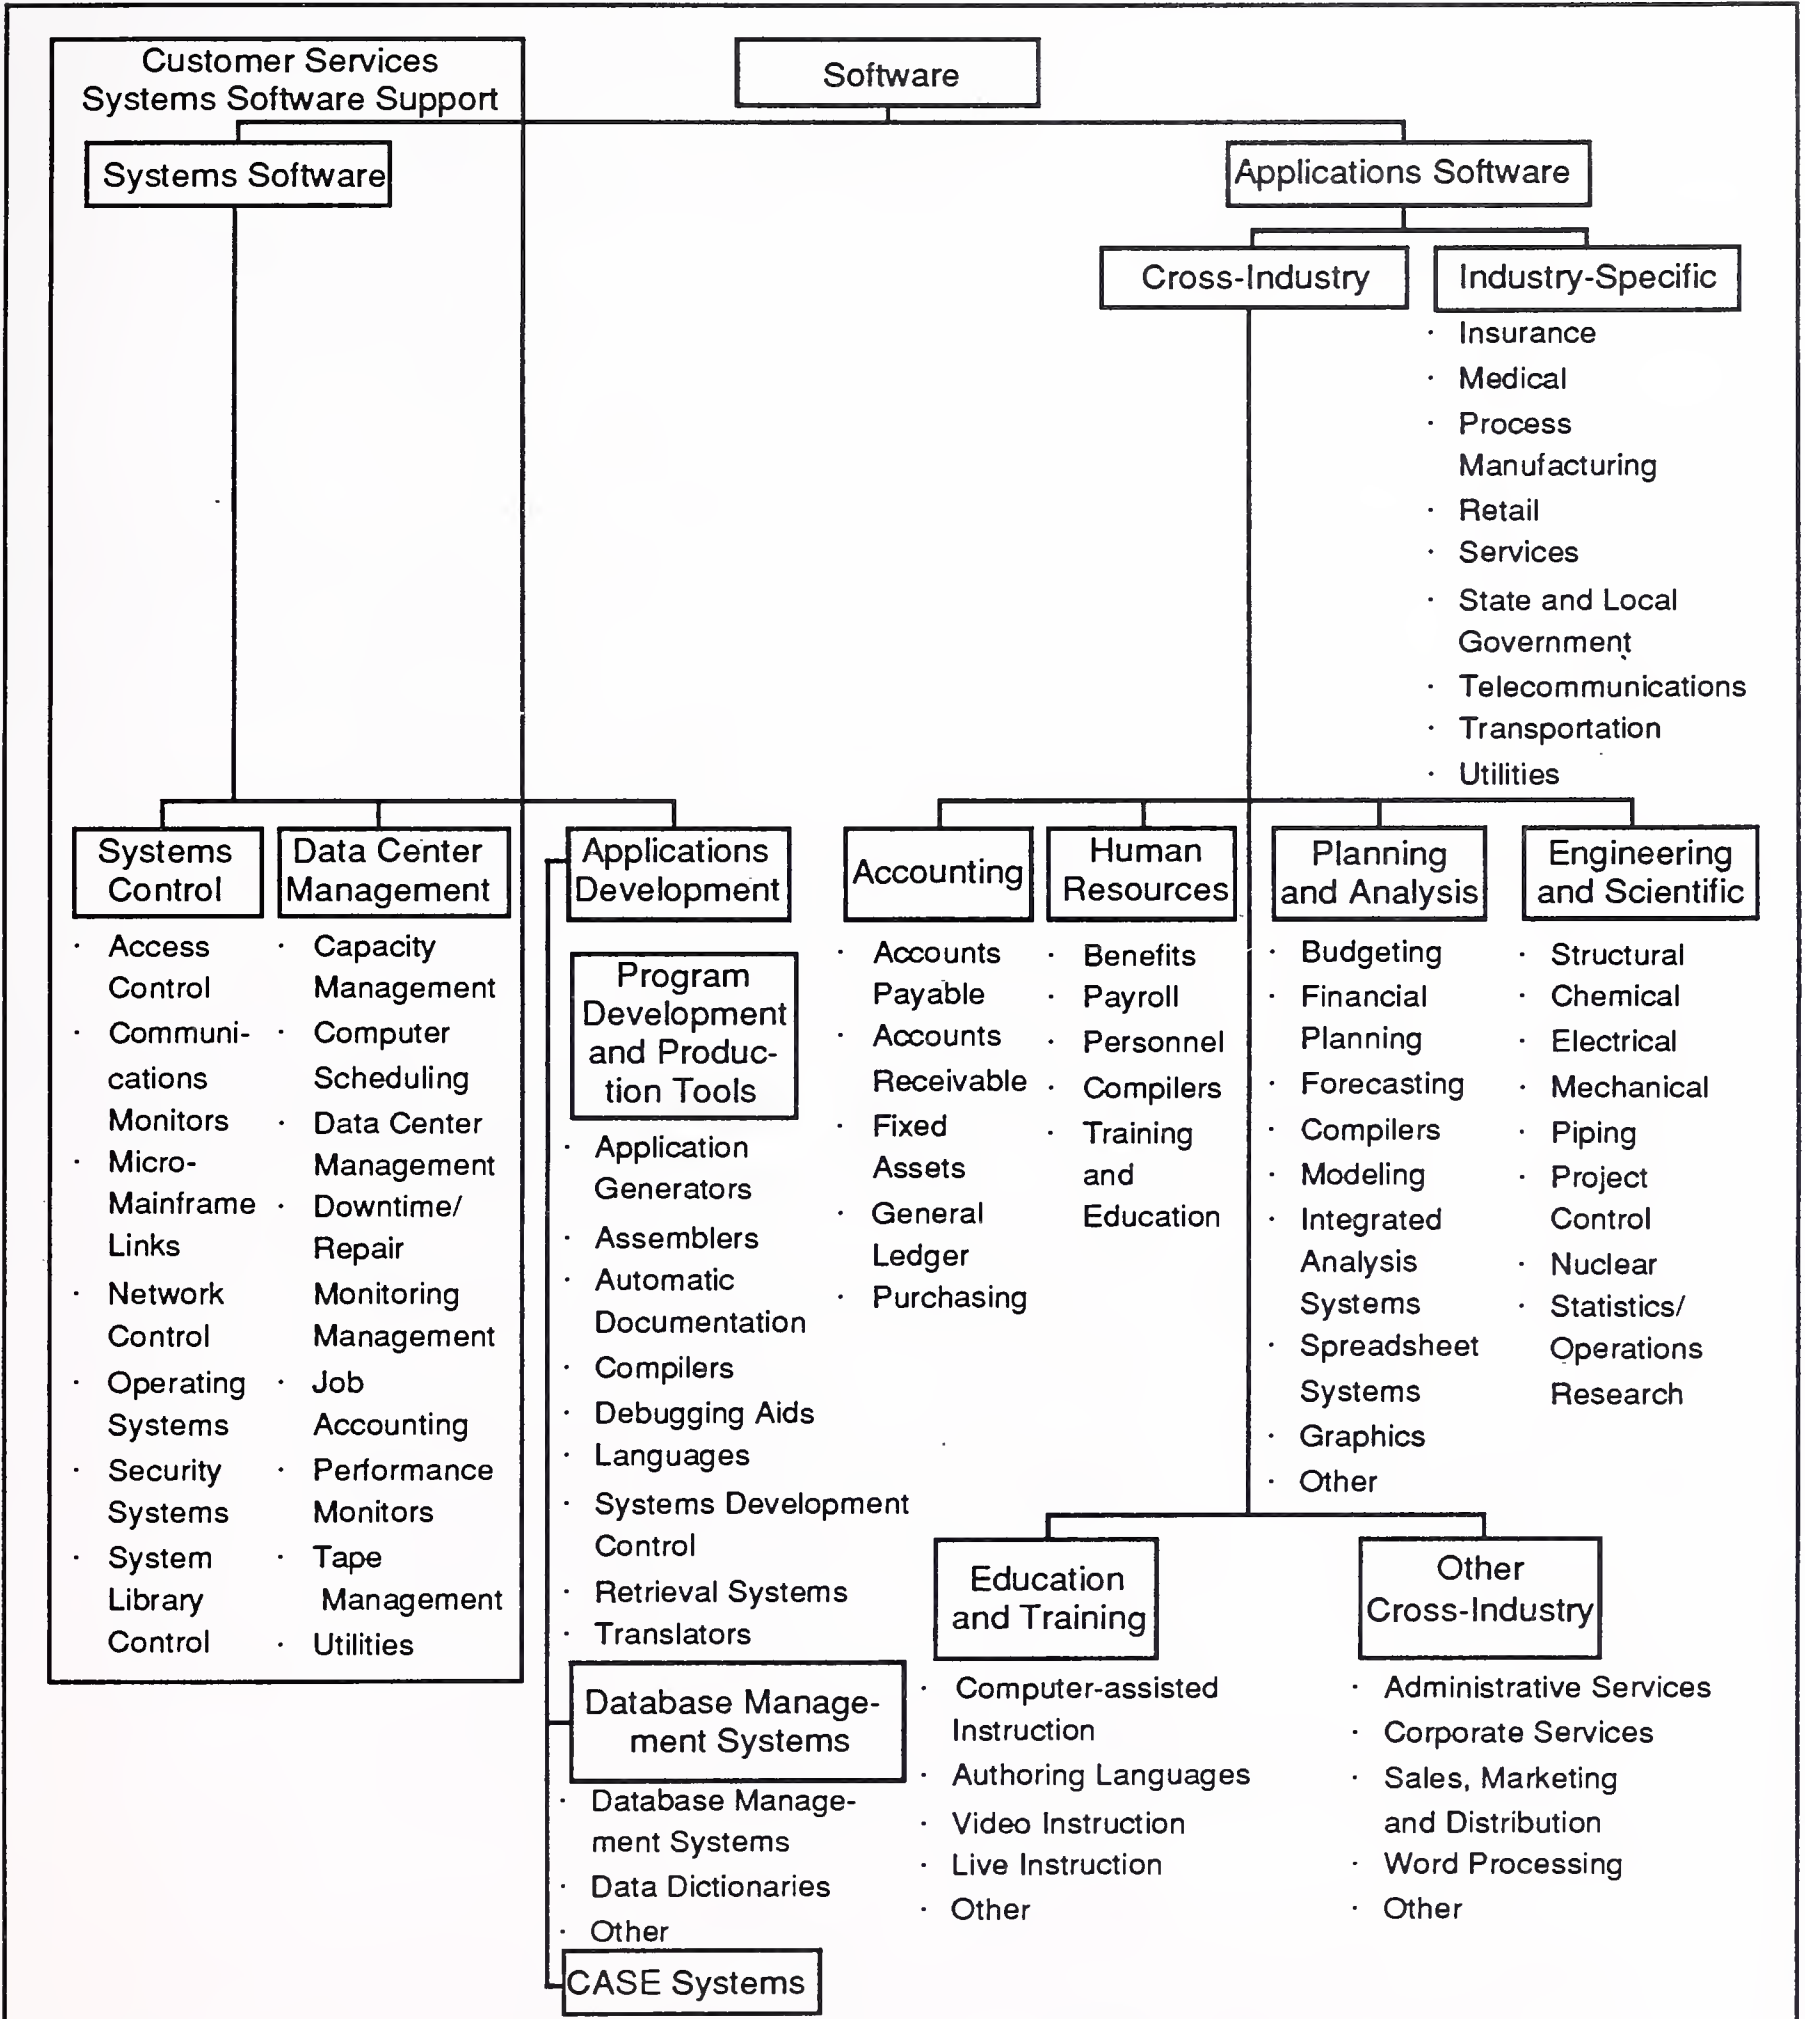 Customer Services
Systems Software Support
Software
Systems Software
Applications Software
Cross-Industry
Industry-Specific
· Insurance
· Medical
· Process
Manufacturing
· Retail
· Services
· State and Local
Government
· Telecommunications
· Transportation
· Utilities
Systems
Control
· Access
Control
· Communi-
cations
Monitors
· Micro-
Mainframe
Links
· Network
Control
· Operating
Systems
· Security
Systems
· System
Library
Control
Data Center
Management
· Capacity
Management
· Computer
Scheduling
· Data Center
Management
· Downtime/
Repair
Monitoring
Management
· Job
Accounting
· Performance
Monitors
· Tape
Management
· Utilities
Applications
Development
Program
Development
and Produc-
tion Tools
· Application
Generators
· Assemblers
· Automatic
Documentation
· Compilers
· Debugging Aids
· Languages
· Systems Development
Control
· Retrieval Systems
· Translators
Database Manage-
ment Systems
· Database Manage-
ment Systems
· Data Dictionaries
· Other
CASE Systems
Accounting
· Accounts
Payable
· Accounts
Receivable
· Fixed
Assets
· General
Ledger
· Purchasing
Human
Resources
· Benefits
· Payroll
· Personnel
· Compilers
· Training
and
Education
Planning
and Analysis
· Budgeting
· Financial
Planning
· Forecasting
· Compilers
· Modeling
· Integrated
Analysis
Systems
· Spreadsheet
Systems
· Graphics
· Other
Engineering
and Scientific
· Structural
· Chemical
· Electrical
· Mechanical
· Piping
· Project
Control
· Nuclear
· Statistics/
Operations
Research
Education
and Training
· Computer-assisted
Instruction
· Authoring Languages
· Video Instruction
· Live Instruction
· Other
Other
Cross-Industry
· Administrative Services
· Corporate Services
· Sales, Marketing
and Distribution
· Word Processing
· Other